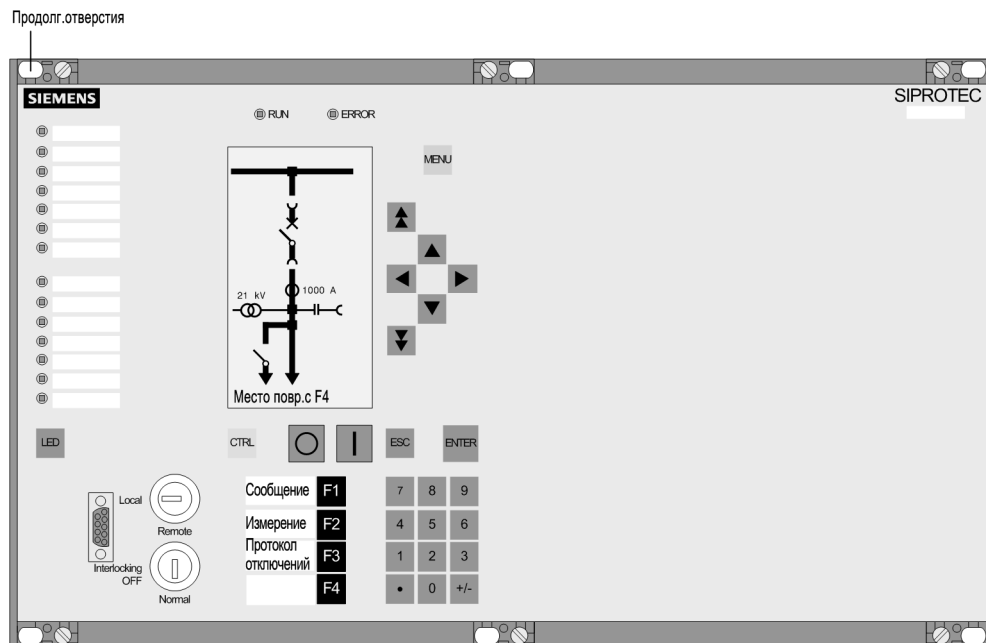 Продолг.отверстия
SIEMENS
SIPROTEC
RUN
ERROR
MENU
21 kV
1000 A
Место повр.с F4
LED
CTRL
ESC
ENTER
Local
Remote
Interlocking
OFF
Normal
Сообщение F1
Измерение F2
Протокол
отключений F3
F4
7 8 9
4 5 6
1 2 3
• 0 +/-